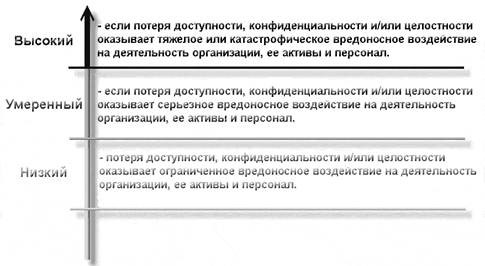 Высокий
- если потеря доступности, конфиденциальности и/или целостности
оказывает тяжелое или катастрофическое вредоносное воздействие
на деятельность организации, ее активы и персонал.
Умеренный
- если потеря доступности, конфиденциальности и/или целостности
оказывает серьезное вредоносное воздействие на деятельность
организации, ее активы и персонал.
Низкий
- потеря доступности, конфиденциальности и/или целостности
оказывает ограниченное вредоносное воздействие на деятельность
организации, ее активы и персонал.